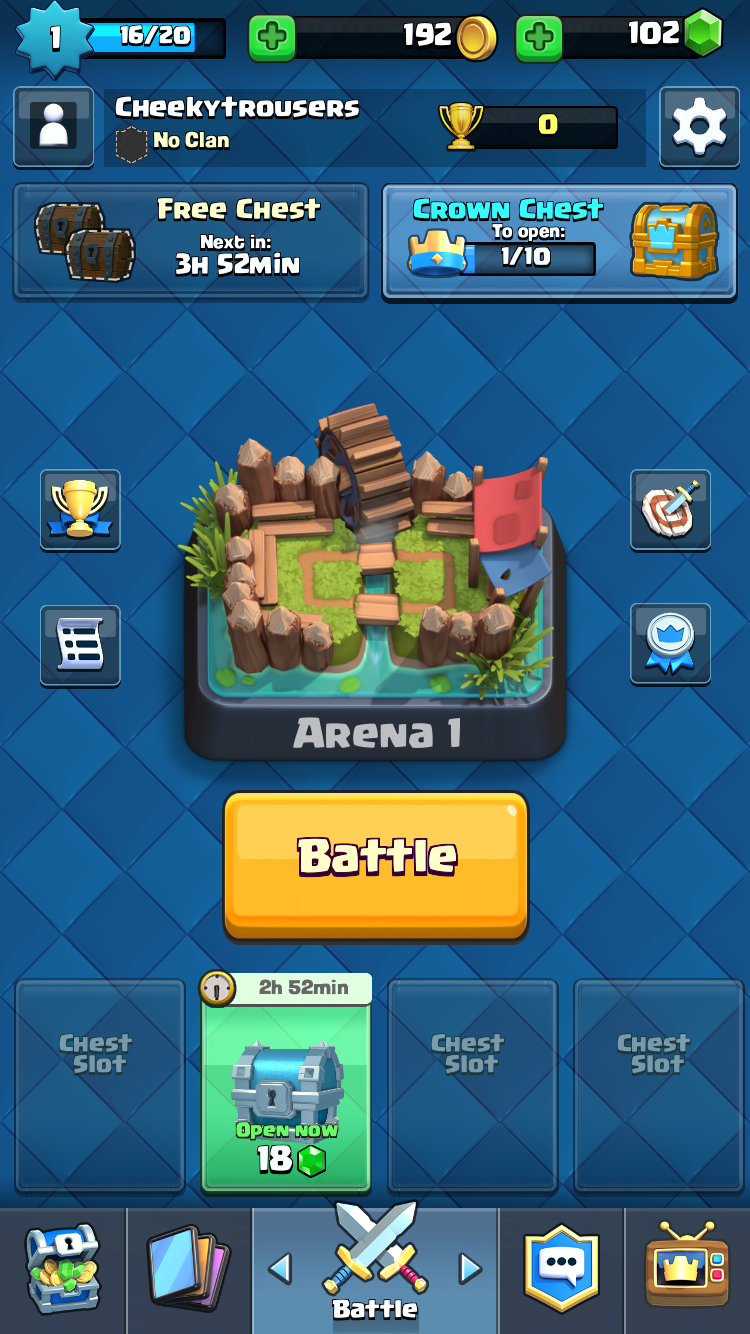 1
16/20
192
102
Cheekytrousers
No Clan
0
Free Chest
Next in:
3h 52min
Crown Chest
To open:
1/10
Arena 1
Battle
2h 52min
Chest
Slot
Open now
18
Chest
Slot
Chest
Slot
Battle